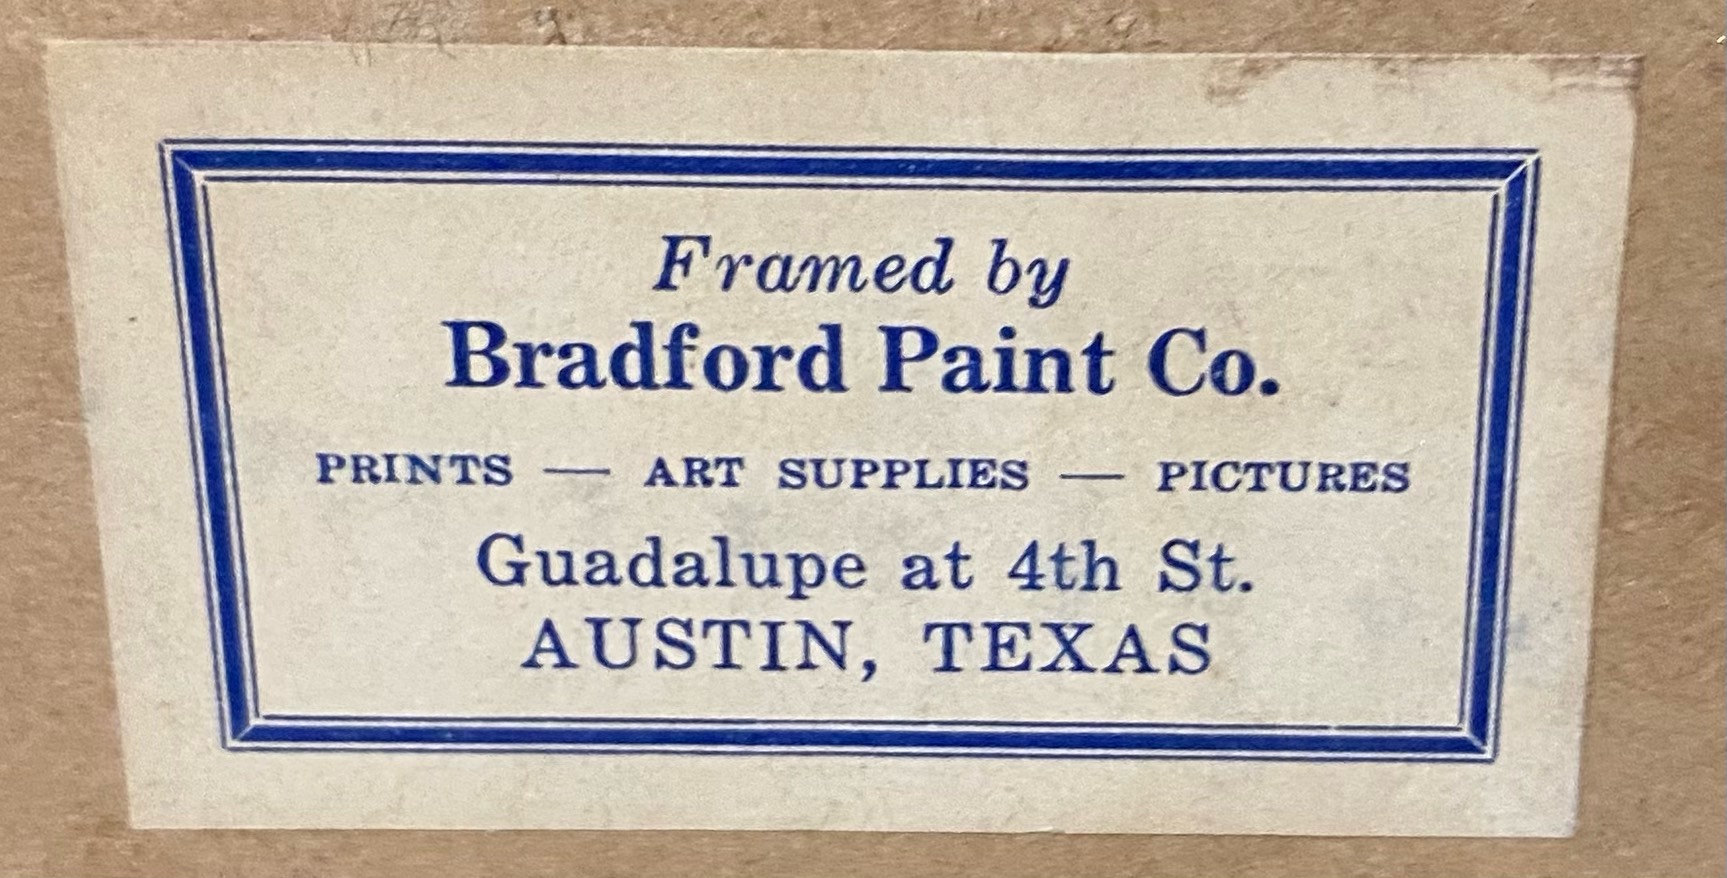 Framed by
Bradford Paint Co.
PRINTS — ART SUPPLIES — PICTURES
Guadalupe at 4th St.
AUSTIN, TEXAS